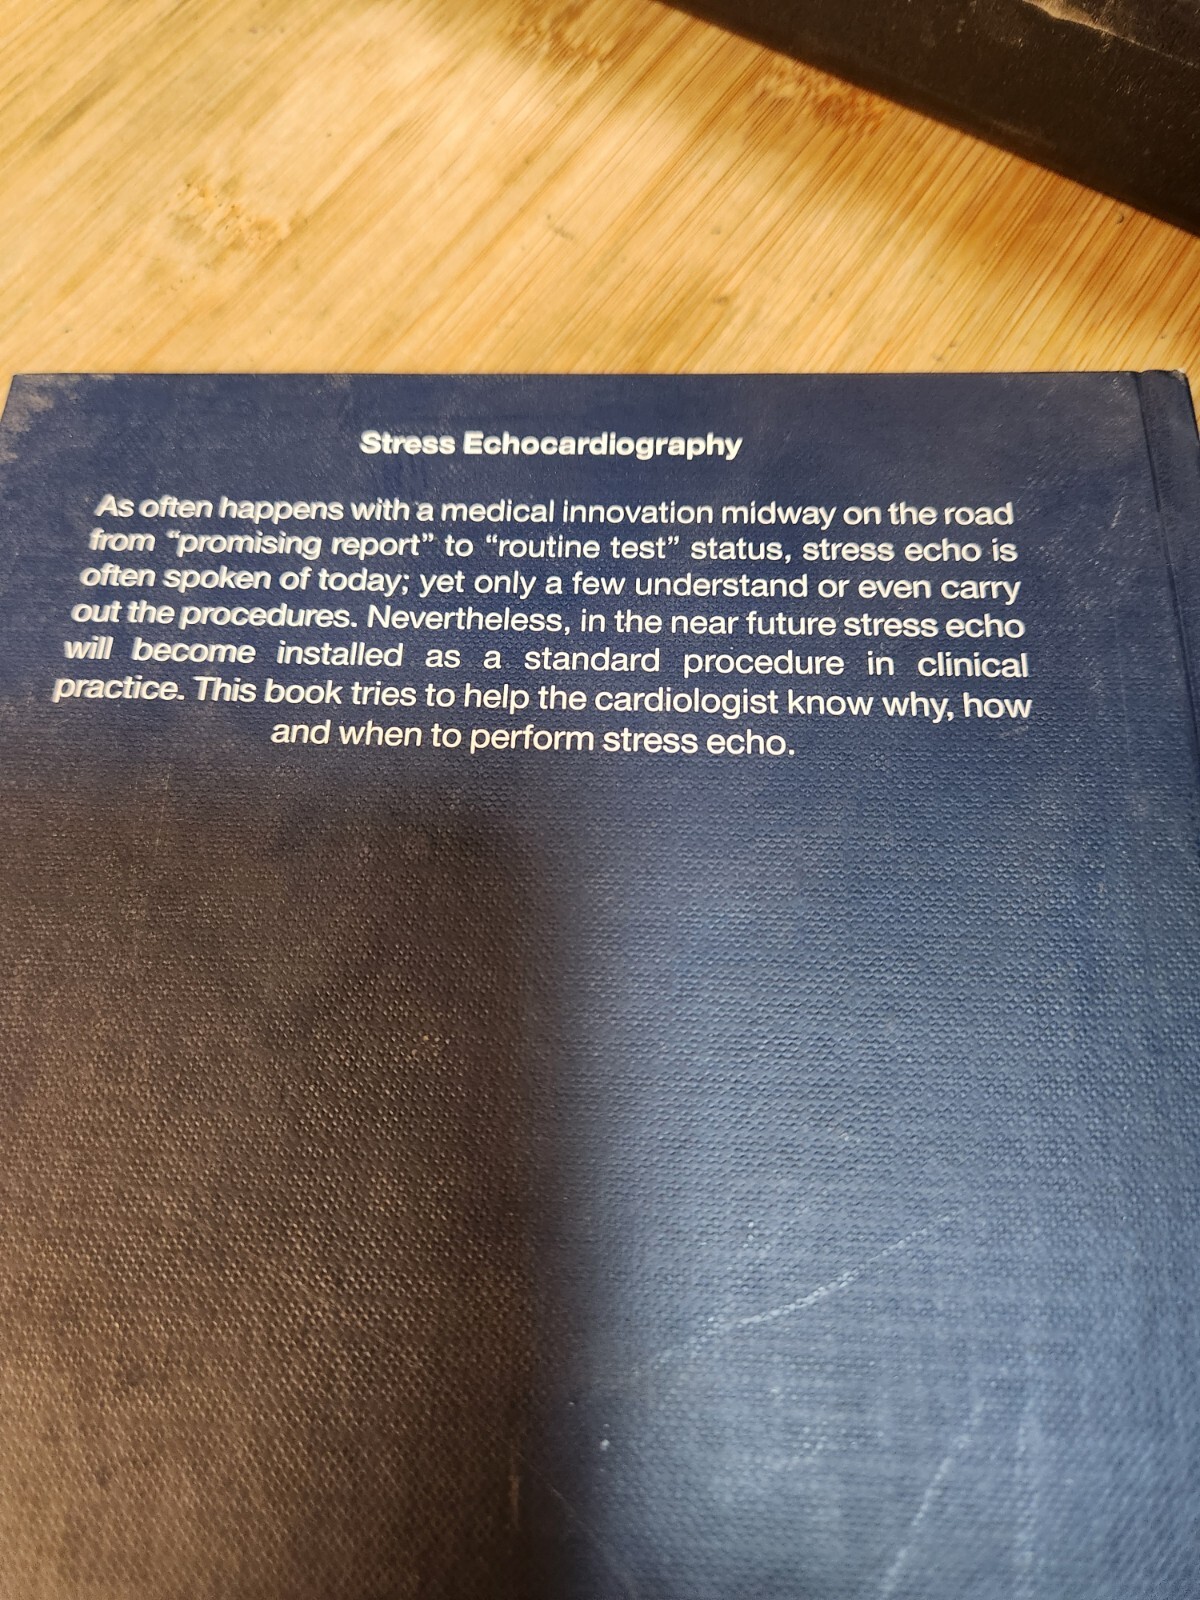 Stress Echocardiography
As often happens with a medical innovation midway on the road
from “promising report” to “routine test” status, stress echo is
often spoken of today; yet only a few understand or even carry
out the procedures. Nevertheless, in the near future stress echo
will become installed as a standard procedure in clinical
practice. This book tries to help the cardiologist know why, how
and when to perform stress echo.